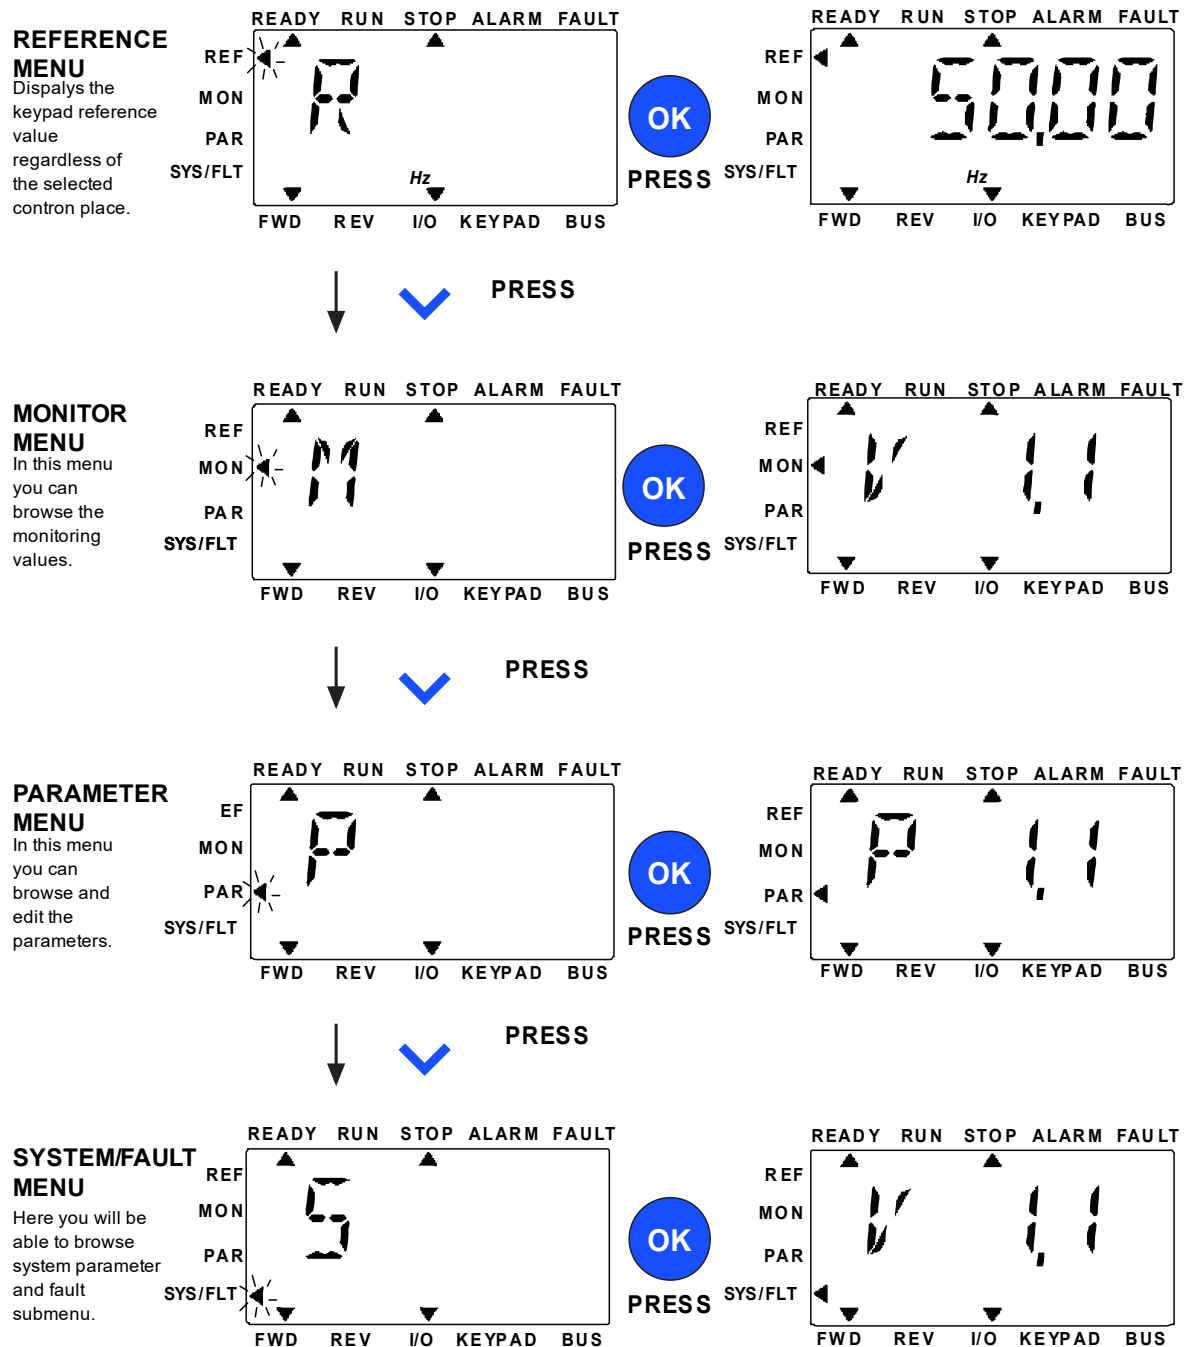 REFERENCE
MENU
Dispalys the
keypad reference
value
regardless of
the selected
contron place.
READY RUN STOP ALARM FAULT
REF
MON
PAR
SYS/FLT
R
Hz
FWD REV I/O KEYPAD BUS
OK
PRESS
READY RUN STOP ALARM FAULT
REF
MON
PAR
SYS/FLT
50,00
Hz
FWD REV I/O KEYPAD BUS
PRESS
MONITOR
MENU
In this menu
you can
browse the
monitoring
values.
READY RUN STOP ALARM FAULT
REF
MON
PAR
SYS/FLT
M
FWD REV I/O KEYPAD BUS
OK
PRESS
READY RUN STOP ALARM FAULT
REF
MON
PAR
SYS/FLT
V 1,1
FWD REV I/O KEYPAD BUS
PRESS
PARAMETER
MENU
In this menu
you can
browse and
edit the
parameters.
READY RUN STOP ALARM FAULT
EF
MON
PAR
SYS/FLT
P
FWD REV I/O KEYPAD BUS
OK
PRESS
READY RUN STOP ALARM FAULT
REF
MON
PAR
SYS/FLT
P 1,1
FWD REV I/O KEYPAD BUS
PRESS
SYSTEM/FAULT
MENU
Here you will be
able to browse
system parameter
and fault
submenu.
READY RUN STOP ALARM FAULT
REF
MON
PAR
SYS/FLT
S
FWD REV I/O KEYPAD BUS
OK
PRESS
READY RUN STOP ALARM FAULT
REF
MON
PAR
SYS/FLT
V 1,1
FWD REV I/O KEYPAD BUS